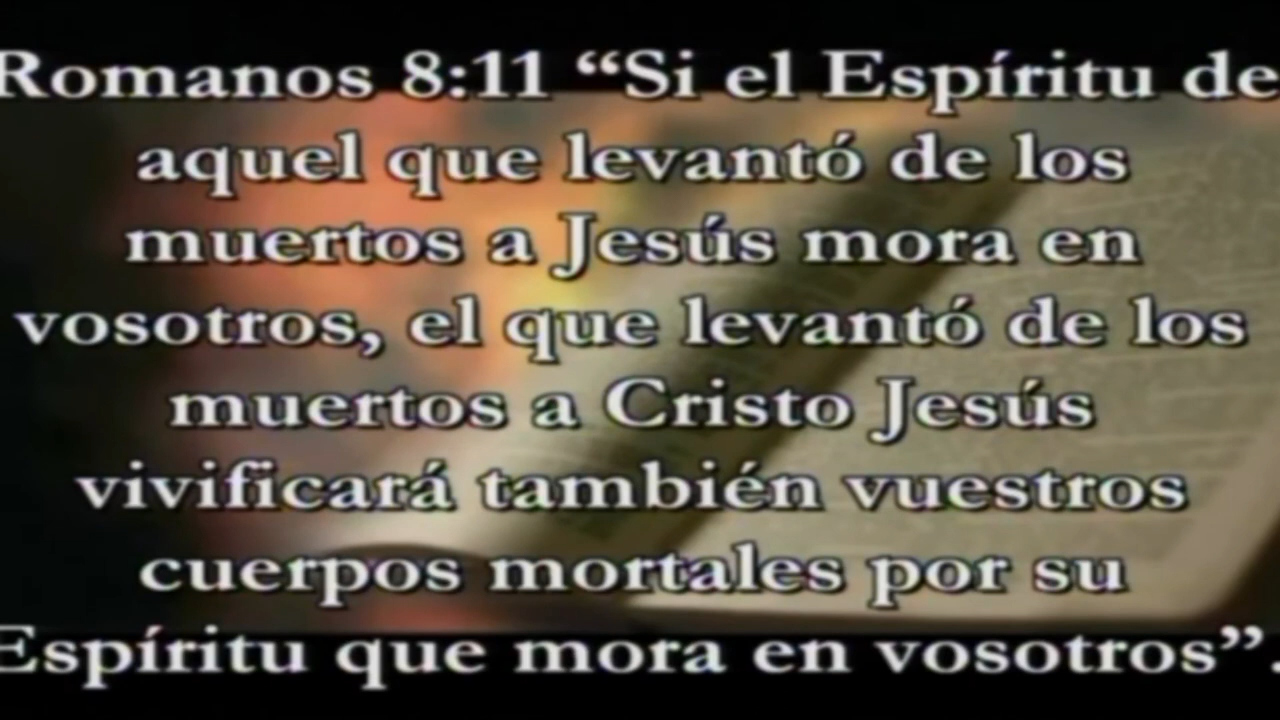 Romanos 8:11 “Si el Espíritu de
aquel que levantó de los
muertos a Jesús mora en
vosotros, el que levantó de los
muertos a Cristo Jesús
vivificará también vuestros
cuerpos mortales por su
Espíritu que mora en vosotros”.